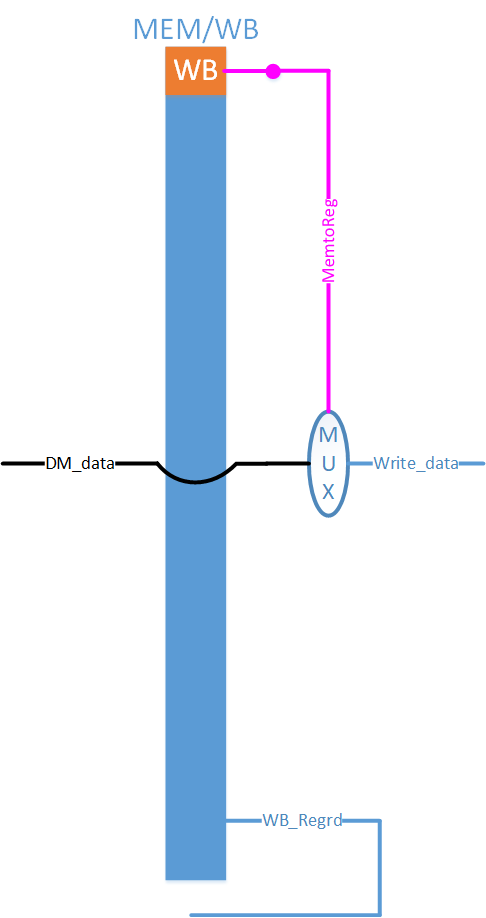 MEM/WB
WB
MemtoReg
M
U
X
DM_data
Write_data
WB_Regrd